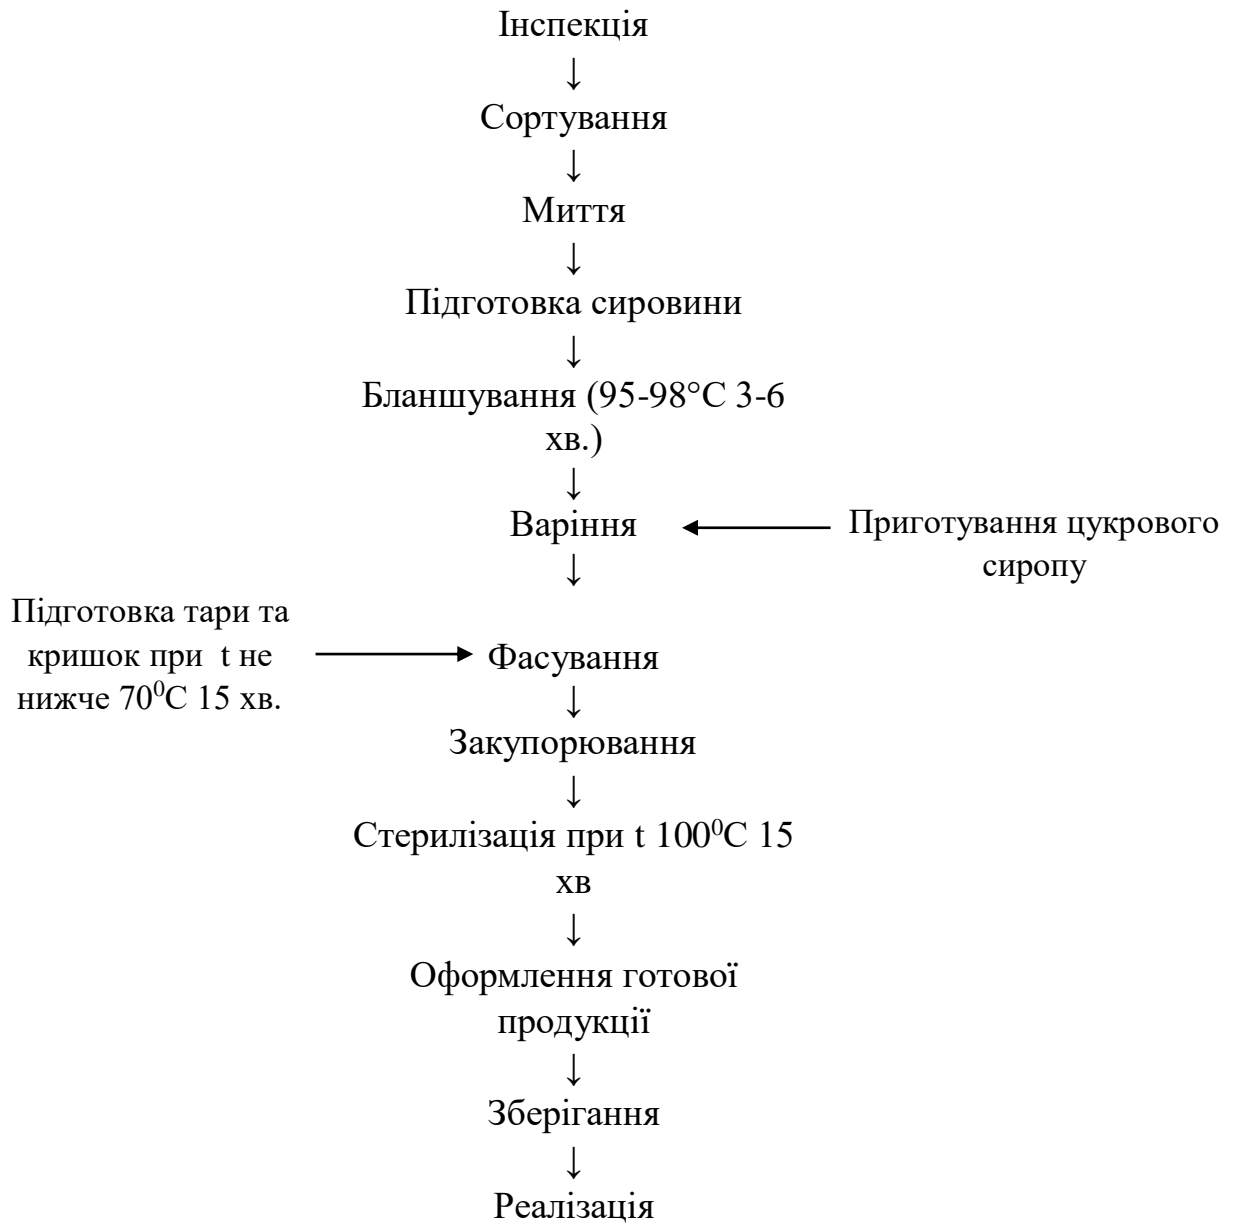 Інспекція
↓
Сортування
↓
Миття
↓
Підготовка сировини
↓
Бланшування (95-98°С 3-6
хв.)
↓
Варіння
Приготування цукрового
сиропу
↓
Підготовка тари та
кришок при t не
нижче 70⁰С 15 хв.
Фасування
↓
Закупорювання
↓
Стерилізація при t 100⁰С 15
хв
↓
Оформлення готової
продукції
↓
Зберігання
↓
Реалізація